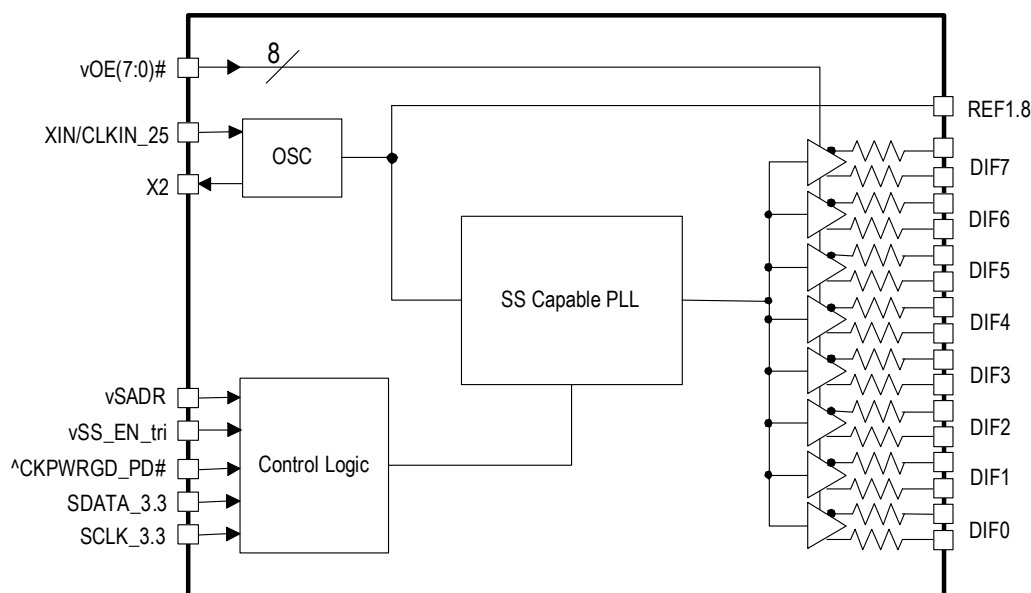 vOE(7:0)#
8
REF1.8
XIN/CLKIN_25
OSC
X2
DIF7
DIF6
DIF5
SS Capable PLL
DIF4
DIF3
vSADR
vSS_EN_tri
DIF2
Control Logic
^CKPWRGD_PD#
DIF1
SDATA_3.3
SCLK_3.3
DIF0